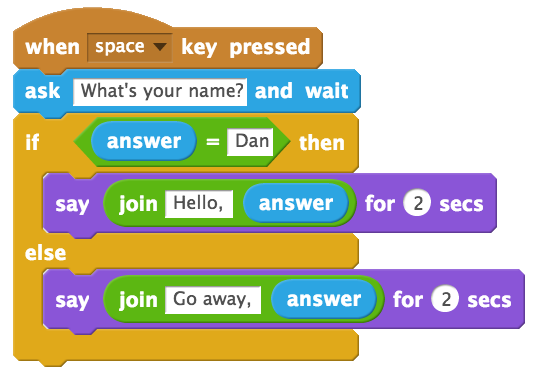 when space key pressed
ask What's your name? and wait
if answer = Dan then
say join Hello, answer for 2 secs
else
say join Go away, answer for 2 secs